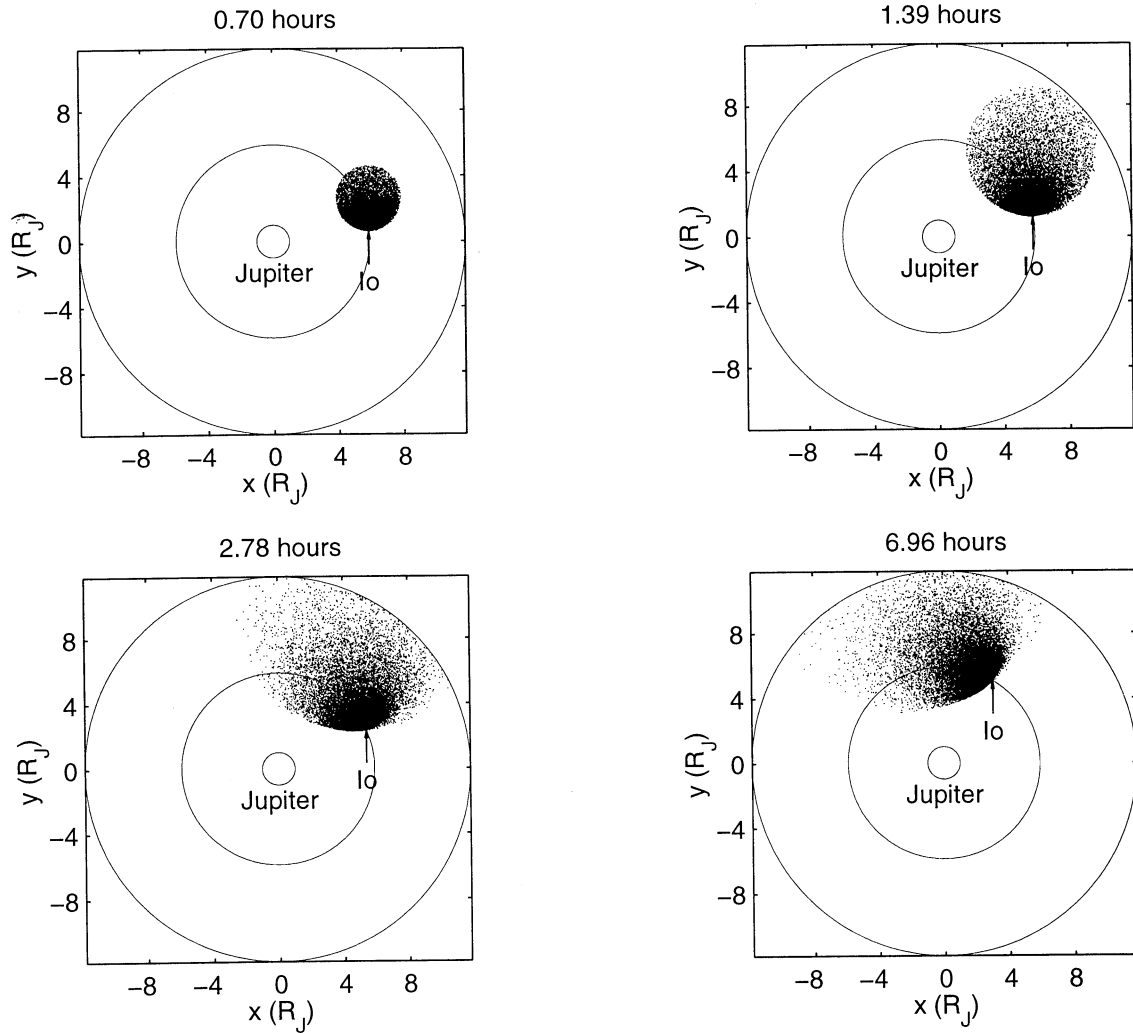 0.70 hours
8
4
0
−4
−8
y (R_J)
Jupiter
Io
−8 −4 0 4 8
x (R_J)
1.39 hours
8
4
0
−4
−8
y (R_J)
Jupiter
Io
−8 −4 0 4 8
x (R_J)
2.78 hours
8
4
0
−4
−8
y (R_J)
Jupiter
Io
−8 −4 0 4 8
x (R_J)
6.96 hours
8
4
0
−4
−8
y (R_J)
Jupiter
Io
−8 −4 0 4 8
x (R_J)